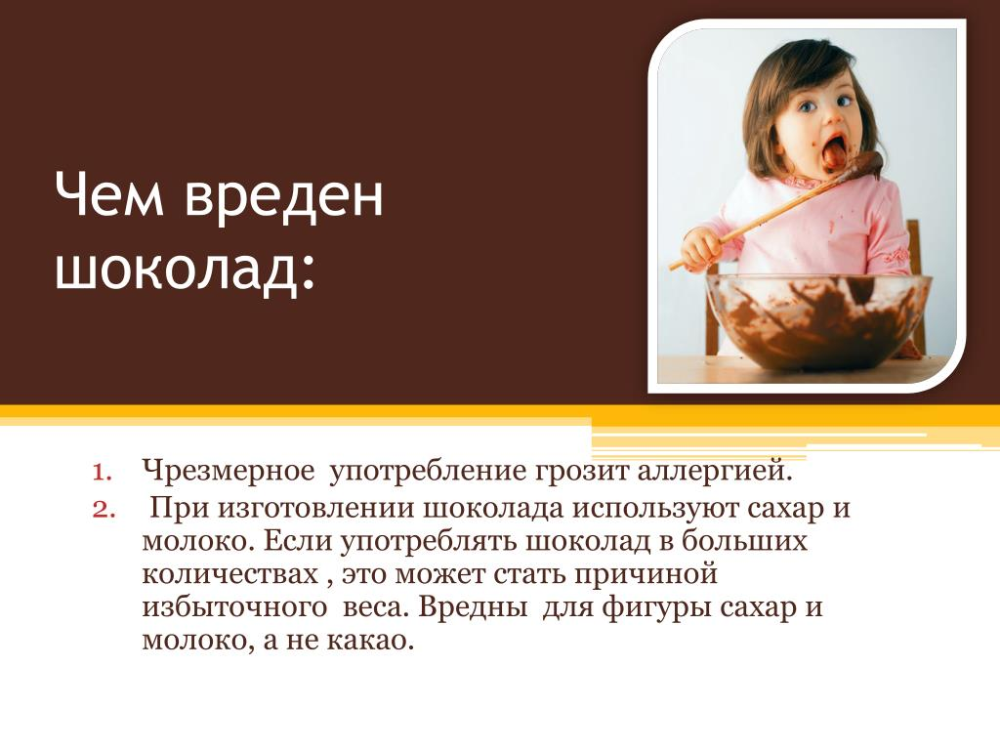 Чем вреден
шоколад:
1. Чрезмерное употребление грозит аллергией.
2. При изготовлении шоколада используют сахар и
молоко. Если употреблять шоколад в больших
количествах , это может стать причиной
избыточного веса. Вредны для фигуры сахар и
молоко, а не какао.